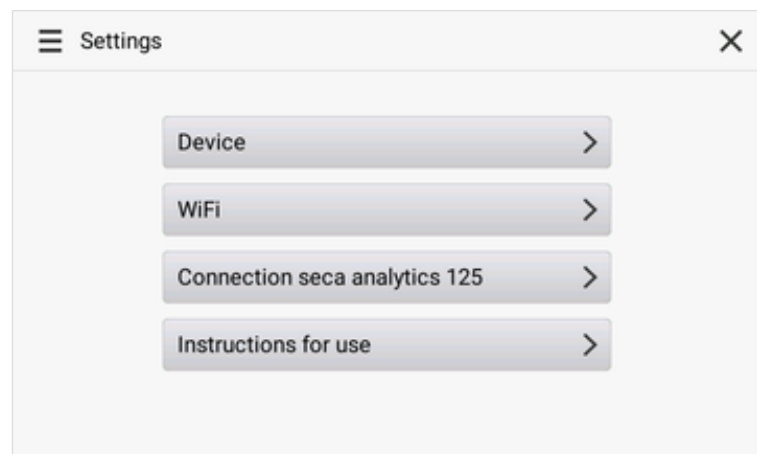 Settings
Device
WiFi
Connection seca analytics 125
Instructions for use